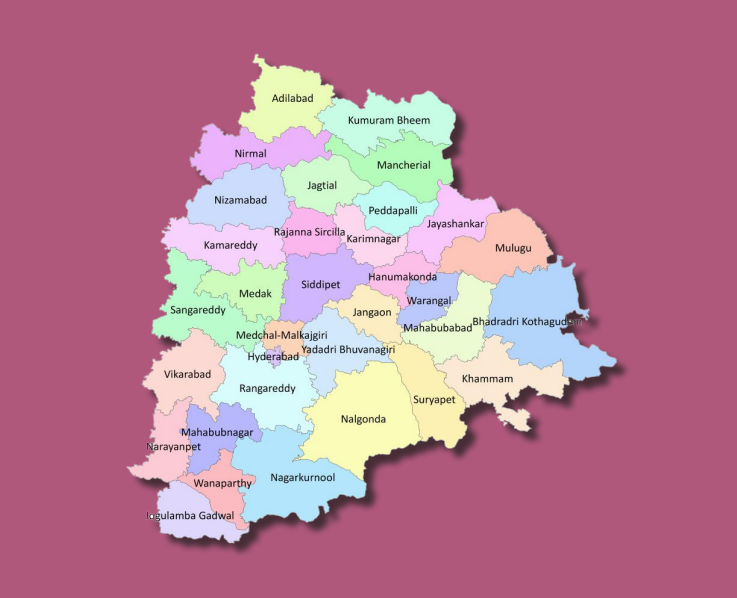 Adilabad
Kumuram Bheem
Nirmal
Mancherial
Jagtial
Nizamabad
Peddapalli
Jayashankar
Rajanna Sircilla
Karimnagar
Kamareddy
Mulugu
Hanumakonda
Siddipet
Medak
Warangal
Sangareddy
Jangaon
Bhadradri Kothagudem
Mahabubabad
Medchal-Malkajgiri
Yadadri Bhuvanagiri
Hyderabad
Vikarabad
Khammam
Rangareddy
Suryapet
Nalgonda
Mahabubnagar
Narayanpet
Nagarkurnool
Wanaparthy
Jogulamba Gadwal